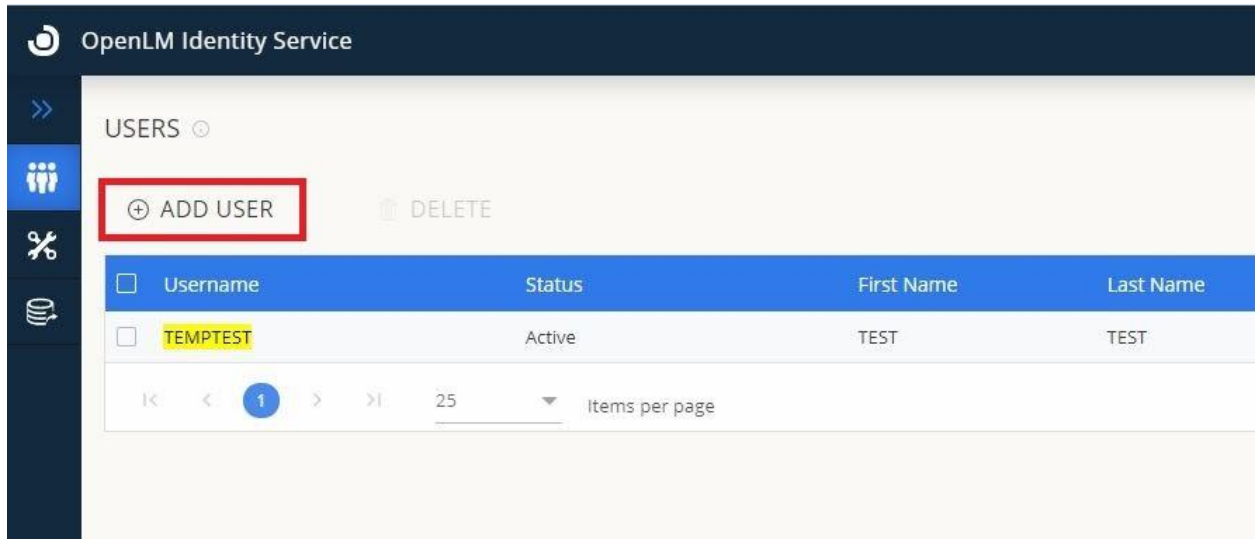 OpenLM Identity Service
USERS
ADD USER DELETE
Username Status First Name Last Name
TEMPTEST Active TEST TEST
1 25 Items per page